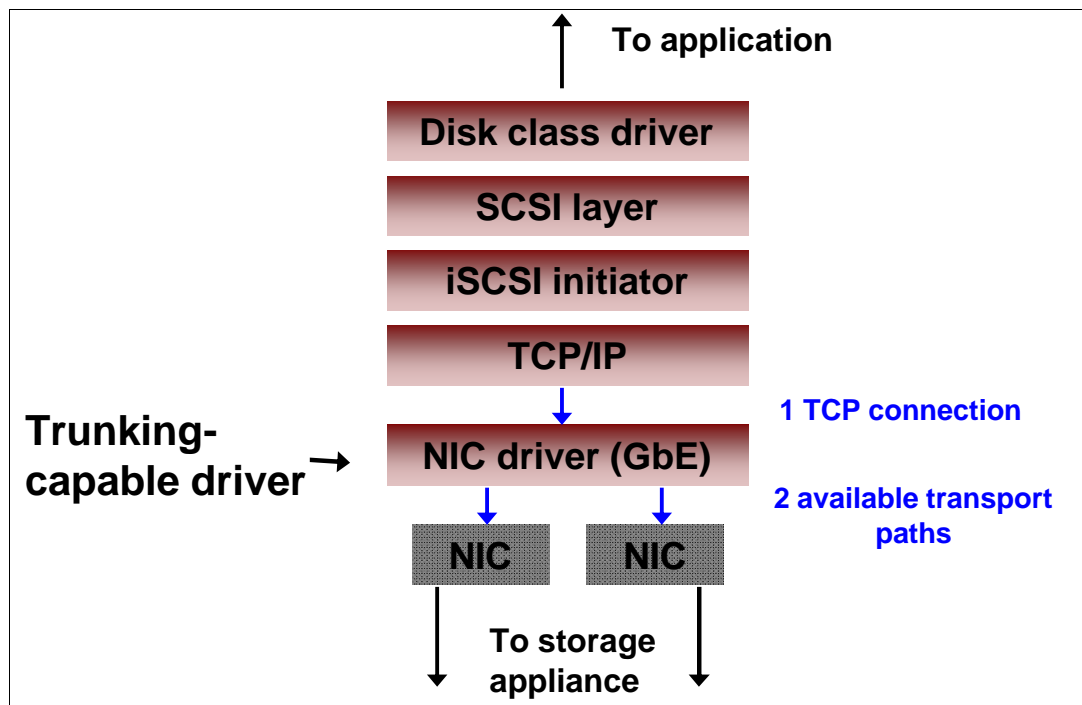 To application
Disk class driver
SCSI layer
iSCSI initiator
TCP/IP
1 TCP connection
Trunking-
capable driver
NIC driver (GbE)
2 available transport
paths
NIC
NIC
To storage
appliance